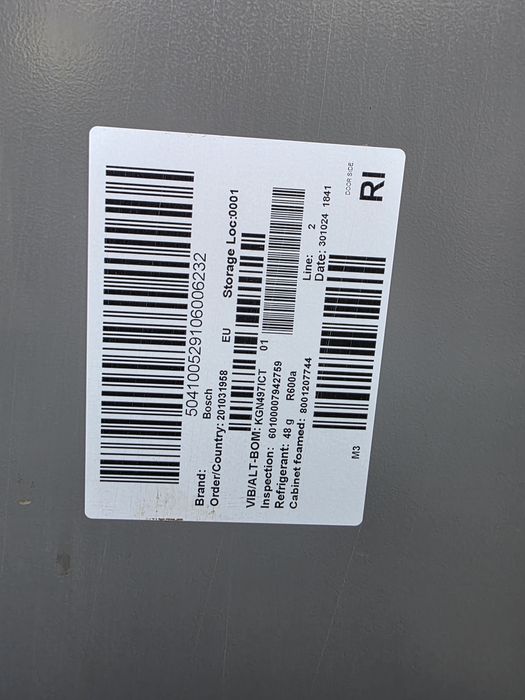 504100529106006232
Brand: Bosch
Order/Country: 201031958 EU Storage Loc:0001
VIB/ALT-BOM: KGN497ICT 01
Inspection: 60100007942759
Refrigerant: 48 g R600a
Cabinet foamed: 8001207744
Line: 2
Date: 301024 1841
DOOR SIDE
RI
M3